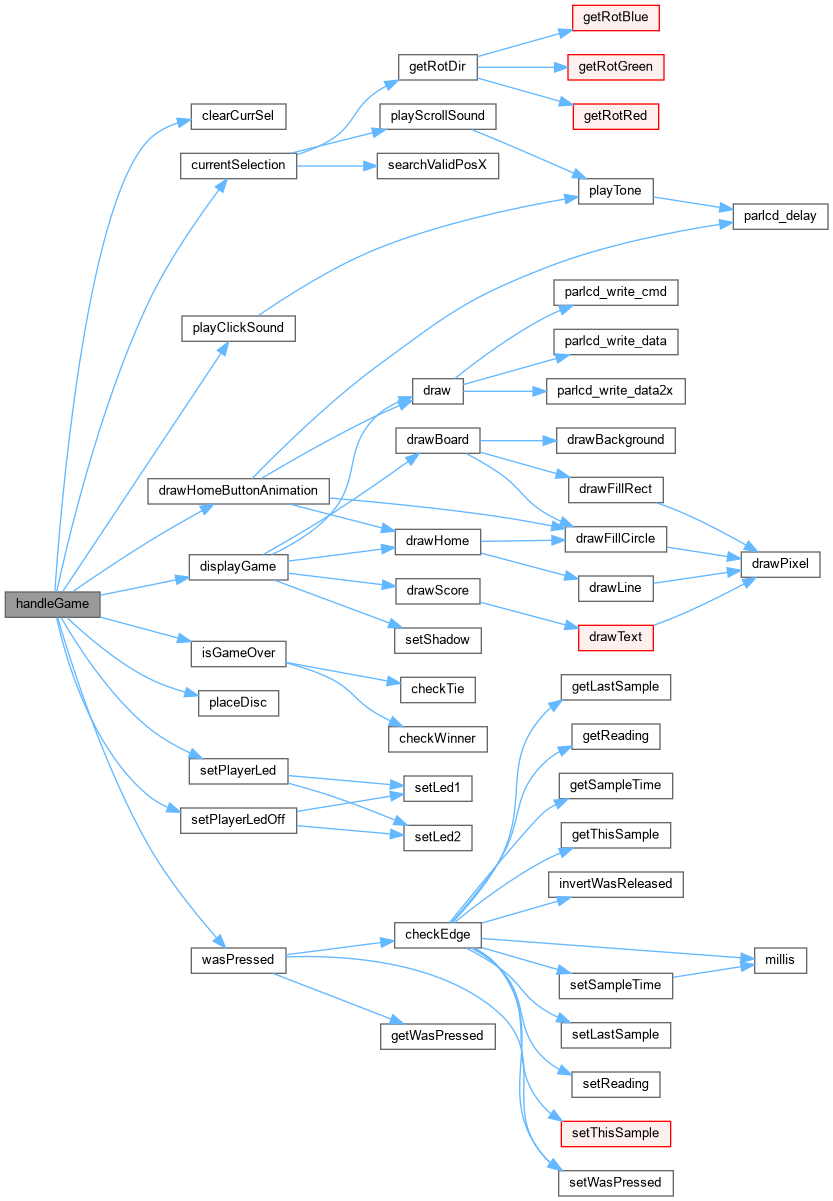 getRotBlue
getRotDir
getRotGreen
clearCurrSel
playScrollSound
getRotRed
currentSelection
searchValidPosX
playTone
parlcd_delay
parlcd_write_cmd
playClickSound
parlcd_write_data
draw
parlcd_write_data2x
drawBoard
drawBackground
drawHomeButtonAnimation
drawFillRect
drawHome
drawFillCircle
displayGame
drawPixel
drawScore
drawLine
handleGame
setShadow
drawText
isGameOver
checkTie
getLastSample
placeDisc
checkWinner
getReading
setPlayerLed
setLed1
getSampleTime
setPlayerLedOff
setLed2
getThisSample
invertWasReleased
checkEdge
wasPressed
millis
setSampleTime
getWasPressed
setLastSample
setReading
setThisSample
setWasPressed